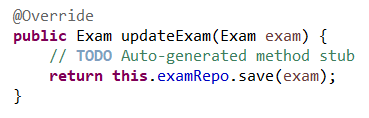 @Override
public Exam updateExam(Exam exam) {
    // TODO Auto-generated method stub
    return this.examRepo.save(exam);
}